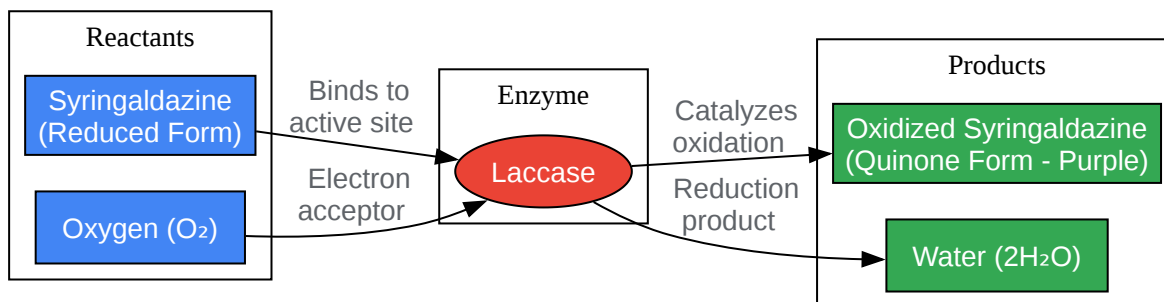 Reactants
Syringaldazine
(Reduced Form)
Oxygen (O₂)
Binds to
active site
Electron
acceptor
Enzyme
Laccase
Catalyzes
oxidation
Reduction
product
Products
Oxidized Syringaldazine
(Quinone Form - Purple)
Water (2H₂O)